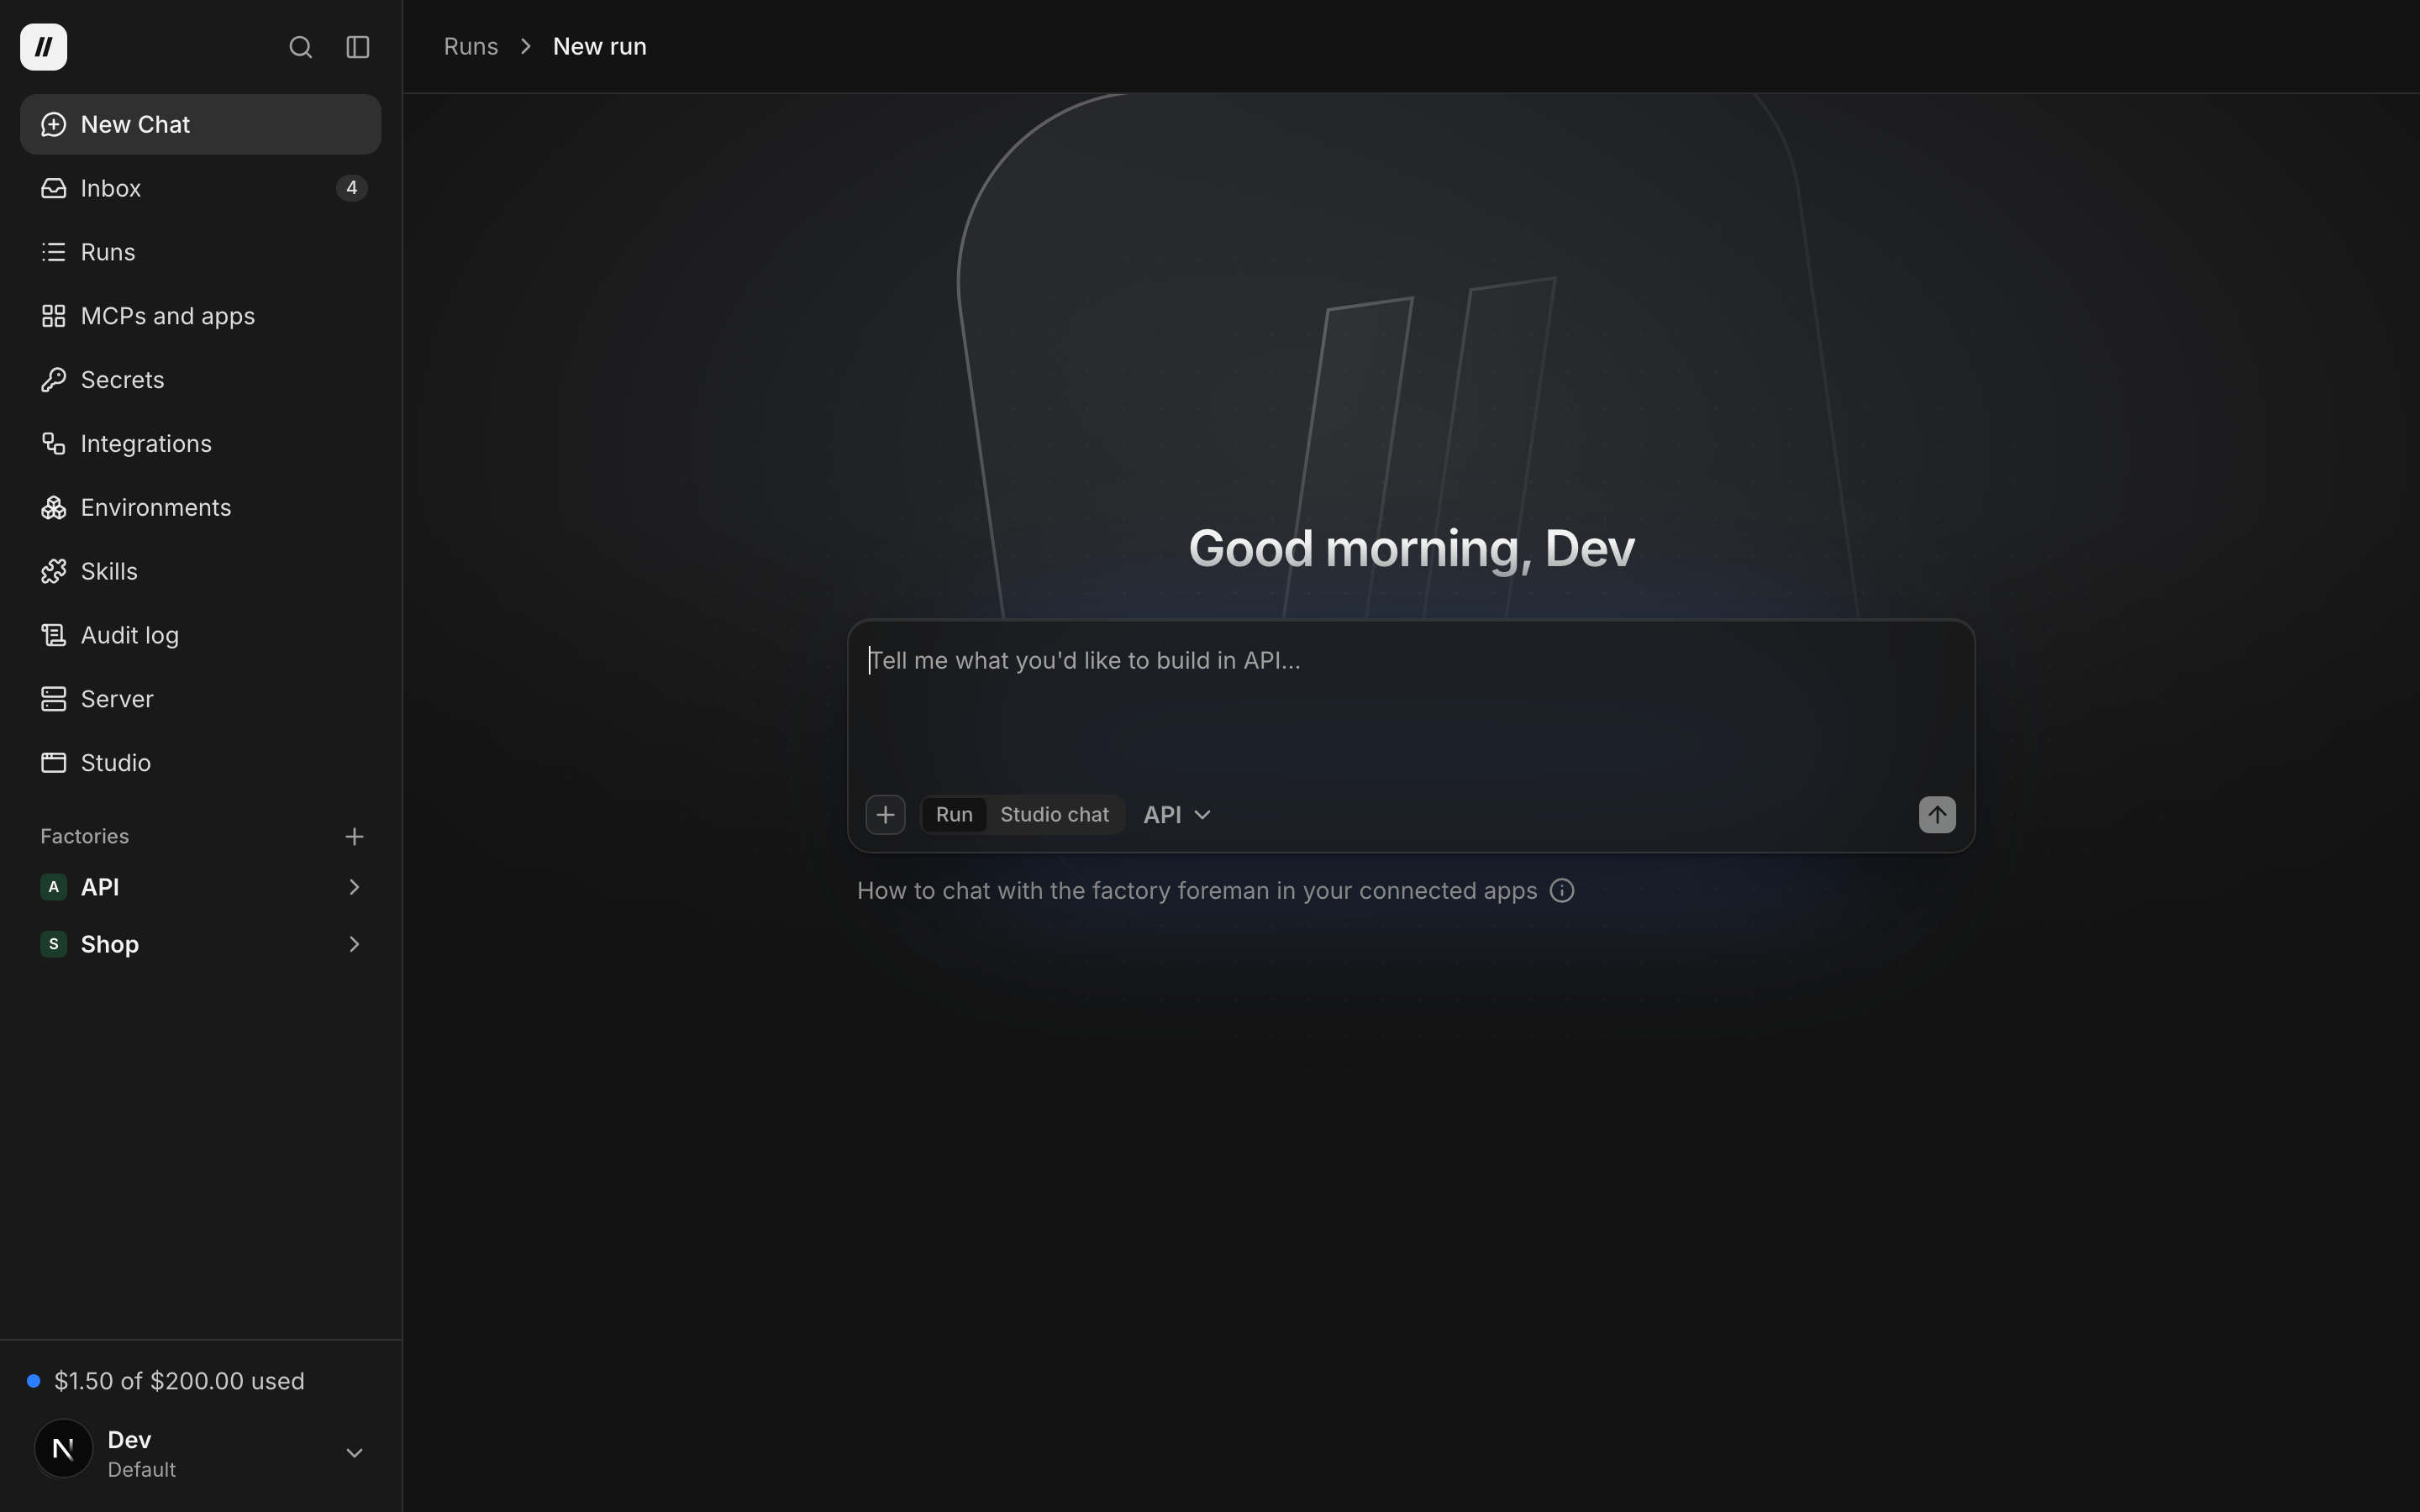 Runs > New run
New Chat
Inbox 4
Runs
MCPs and apps
Secrets
Integrations
Environments
Skills
Audit log
Server
Studio
Factories
A API
S Shop
$1.50 of $200.00 used
N Dev
Default
Good morning, Dev
Tell me what you'd like to build in API...
Run Studio chat API
How to chat with the factory foreman in your connected apps